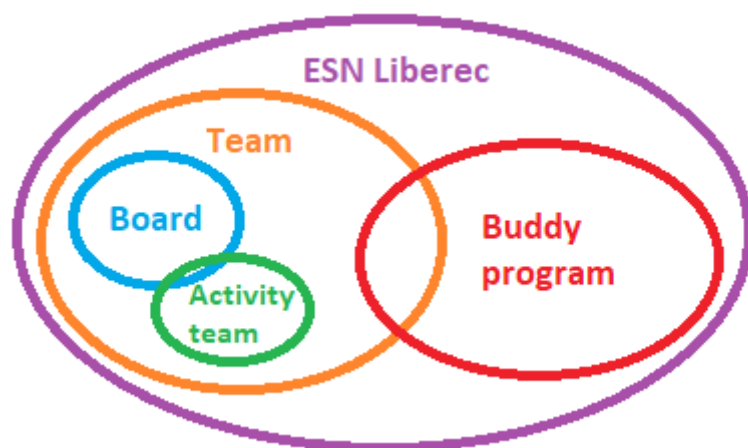 ESN Liberec
Team
Board
Buddy
program
Activity
team